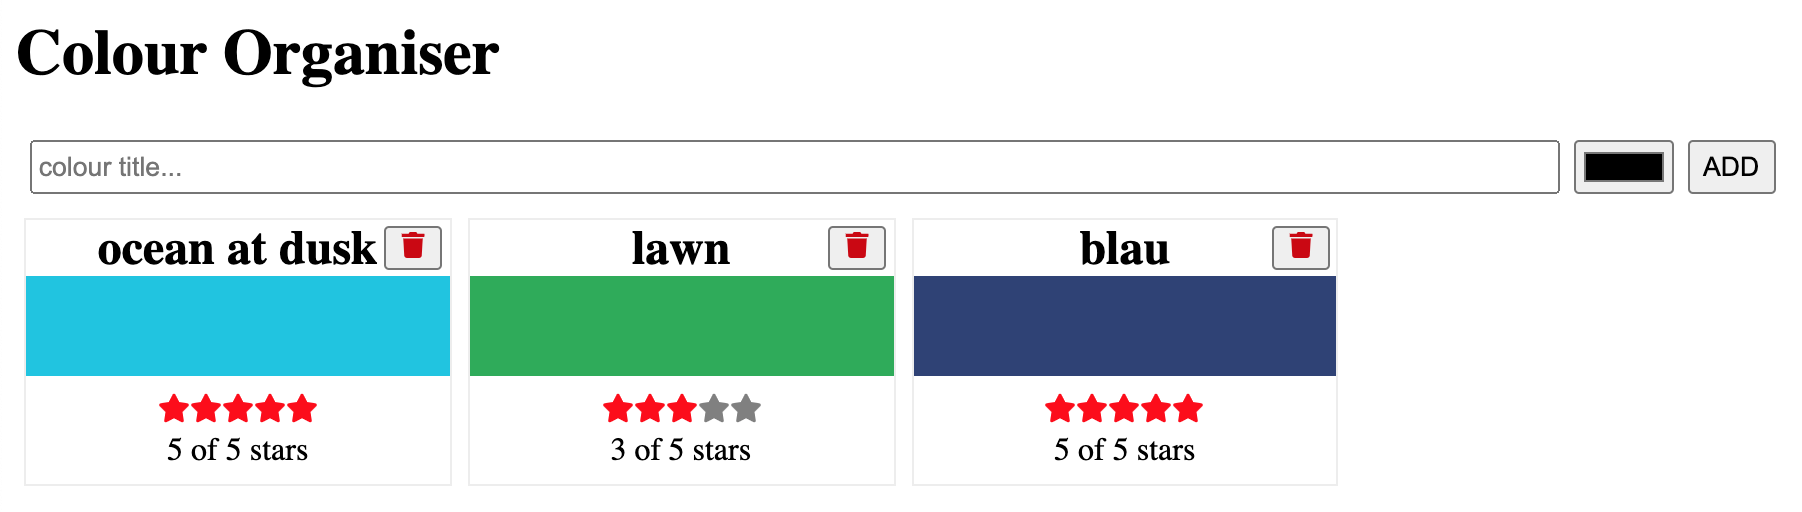 Colour Organiser
colour title... ADD
ocean at dusk lawn blau
5 of 5 stars 3 of 5 stars 5 of 5 stars